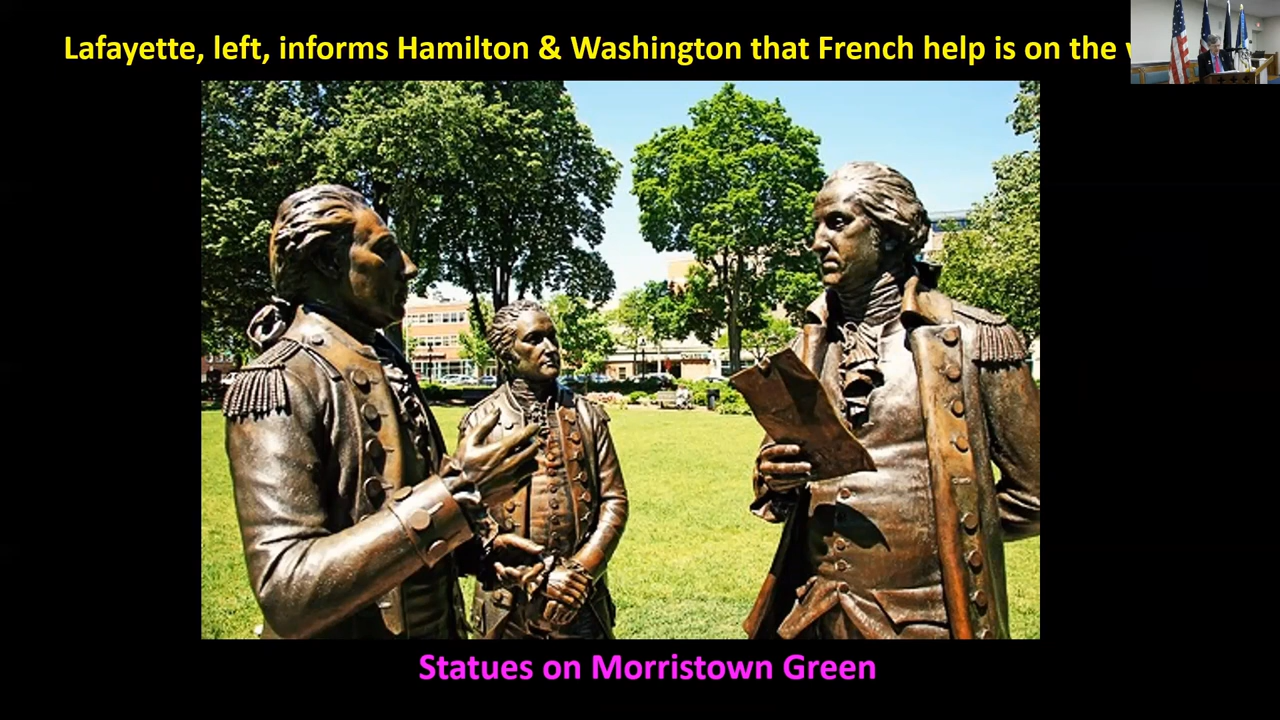 Lafayette, left, informs Hamilton & Washington that French help is on the
Statues on Morristown Green